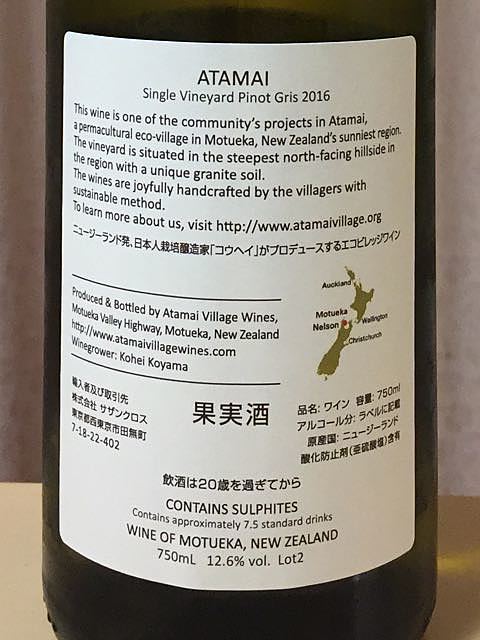 ATAMAI
Single Vineyard Pinot Gris 2016
This wine is one of the community's projects in Atamai,
a permacultural eco-village in Motueka, New Zealand's sunniest region.
The vineyard is situated in the steepest north-facing hillside in
the region with a unique granite soil.
The wines are joyfully handcrafted by the villagers with
sustainable method.
To learn more about us, visit http://www.atamaivillage.org
ニュージーランド発、日本人栽培醸造家「コウヘイ」がプロデュースするエコビレッジワイン
Produced & Bottled by Atamai Village Wines,
Motueka Valley Highway, Motueka, New Zealand
http://www.atamaivillagewines.com
Winegrower: Kohei Koyama
Auckland
Motueka
Nelson
Wellington
Christchurch
輸入者及び取引先
株式会社 サザンクロス
東京都西東京市田無町
7-18-22-402
果実酒
品名: ワイン 容量: 750ml
アルコール分: ラベルに記載
原産国: ニュージーランド
酸化防止剤(亜硫酸塩)含有
飲酒は20歳を過ぎてから
CONTAINS SULPHITES
Contains approximately 7.5 standard drinks
WINE OF MOTUEKA, NEW ZEALAND
750mL 12.6% vol. Lot2